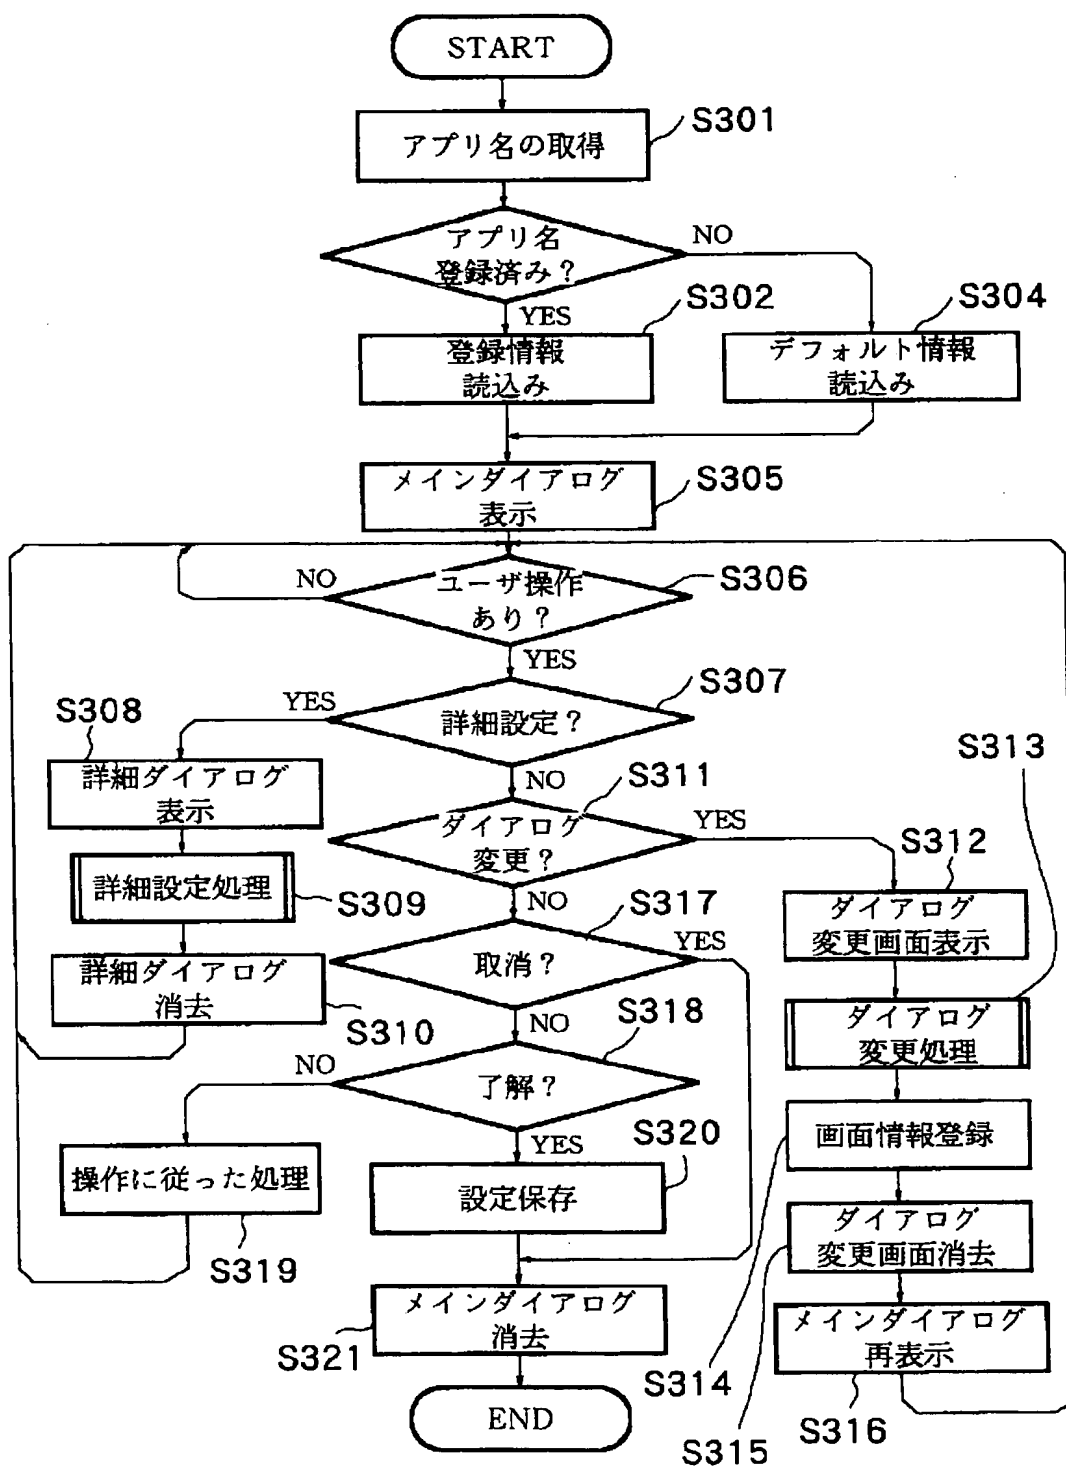 START
アプリ名の取得
S301
アプリ名
登録済み？
NO
YES
S302
S304
登録情報
読込み
デフォルト情報
読込み
メインダイアログ
表示
S305
NO
ユーザ操作
あり？
S306
YES
S307
YES
詳細設定？
S308
詳細ダイアログ
表示
NO
S311
S313
ダイアログ
変更？
YES
S312
詳細設定処理
S309
NO
S317
ダイアログ
変更画面表示
取消？
YES
詳細ダイアログ
消去
S310
NO
S318
ダイアログ
変更処理
NO
了解？
YES
S320
画面情報登録
操作に従った処理
設定保存
S319
ダイアログ
変更画面消去
メインダイアログ
消去
S321
メインダイアログ
再表示
S314
END
S315
S316